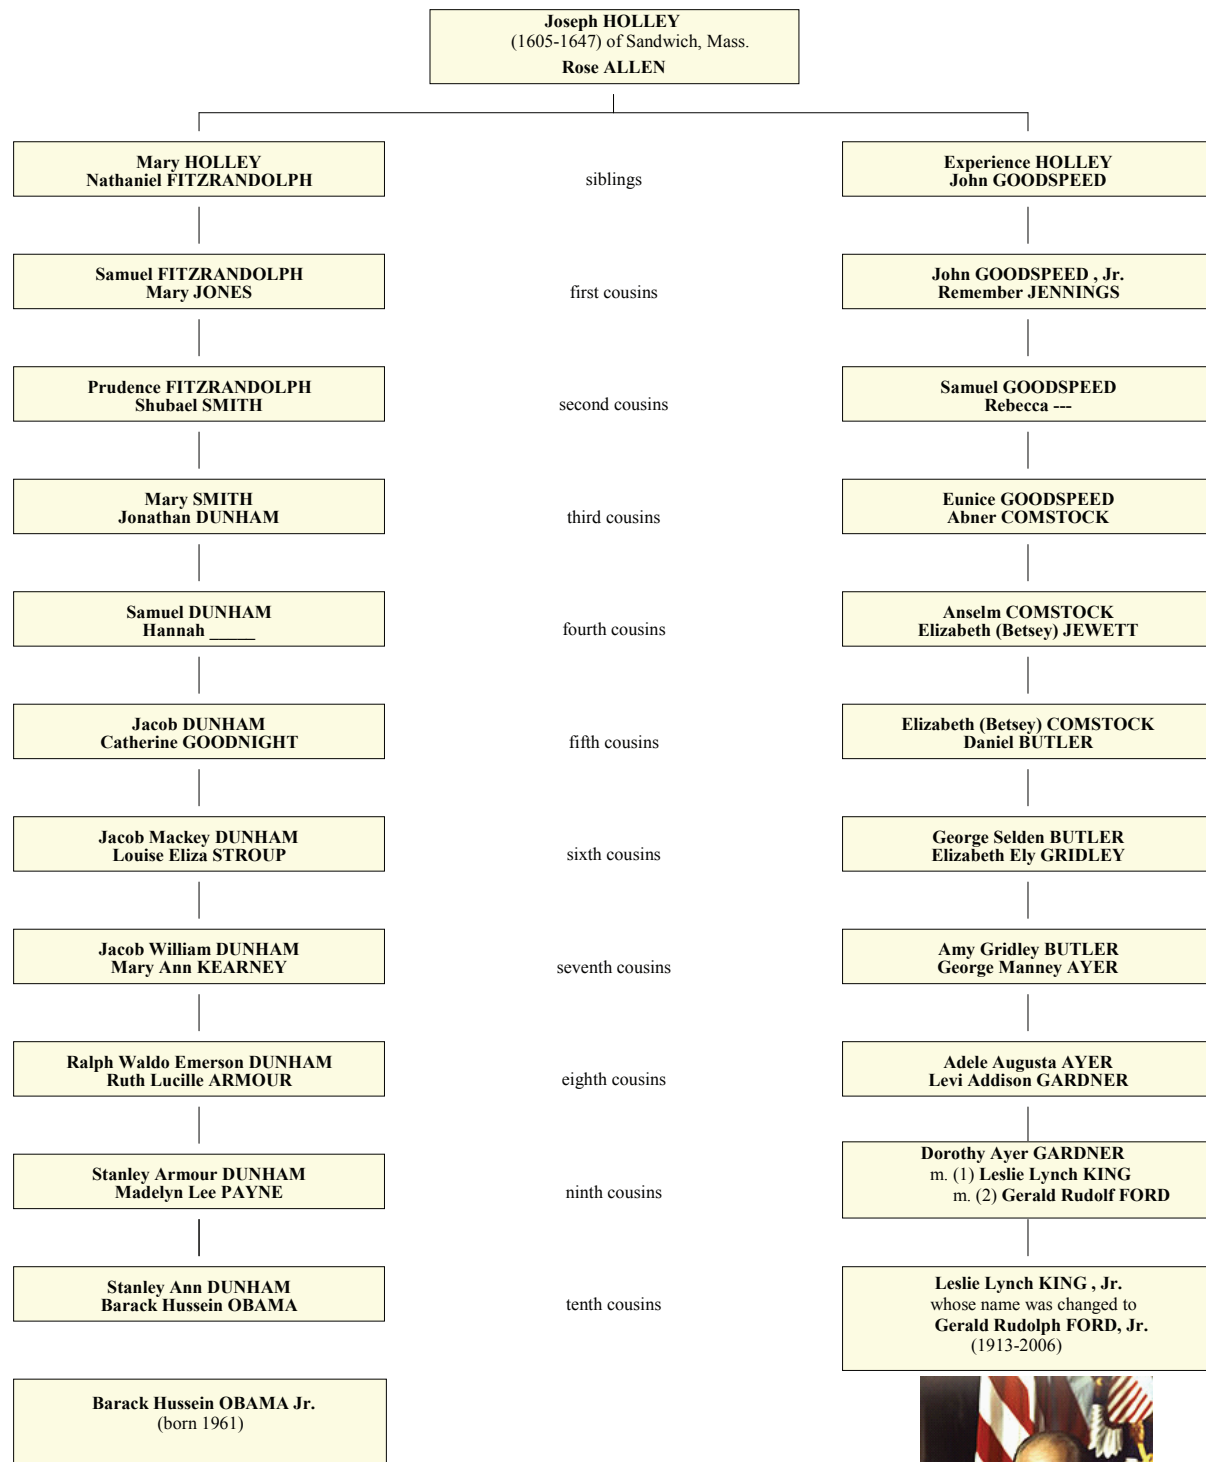 Joseph HOLLEY
(1605-1647) of Sandwich, Mass.
Rose ALLEN
Mary HOLLEY
Nathaniel FITZRANDOLPH
siblings
Experience HOLLEY
John GOODSPEED
Samuel FITZRANDOLPH
Mary JONES
first cousins
John GOODSPEED , Jr.
Remember JENNINGS
Prudence FITZRANDOLPH
Shubael SMITH
second cousins
Samuel GOODSPEED
Rebecca ---
Mary SMITH
Jonathan DUNHAM
third cousins
Eunice GOODSPEED
Abner COMSTOCK
Samuel DUNHAM
Hannah _____
fourth cousins
Anselm COMSTOCK
Elizabeth (Betsey) JEWETT
Jacob DUNHAM
Catherine GOODNIGHT
fifth cousins
Elizabeth (Betsey) COMSTOCK
Daniel BUTLER
Jacob Mackey DUNHAM
Louise Eliza STROUP
sixth cousins
George Selden BUTLER
Elizabeth Ely GRIDLEY
Jacob William DUNHAM
Mary Ann KEARNEY
seventh cousins
Amy Gridley BUTLER
George Manney AYER
Ralph Waldo Emerson DUNHAM
Ruth Lucille ARMOUR
eighth cousins
Adele Augusta AYER
Levi Addison GARDNER
Stanley Armour DUNHAM
Madelyn Lee PAYNE
ninth cousins
Dorothy Ayer GARDNER
m. (1) Leslie Lynch KING
m. (2) Gerald Rudolf FORD
Stanley Ann DUNHAM
Barack Hussein OBAMA
tenth cousins
Leslie Lynch KING , Jr.
whose name was changed to
Gerald Rudolph FORD, Jr.
(1913-2006)
Barack Hussein OBAMA Jr.
(born 1961)